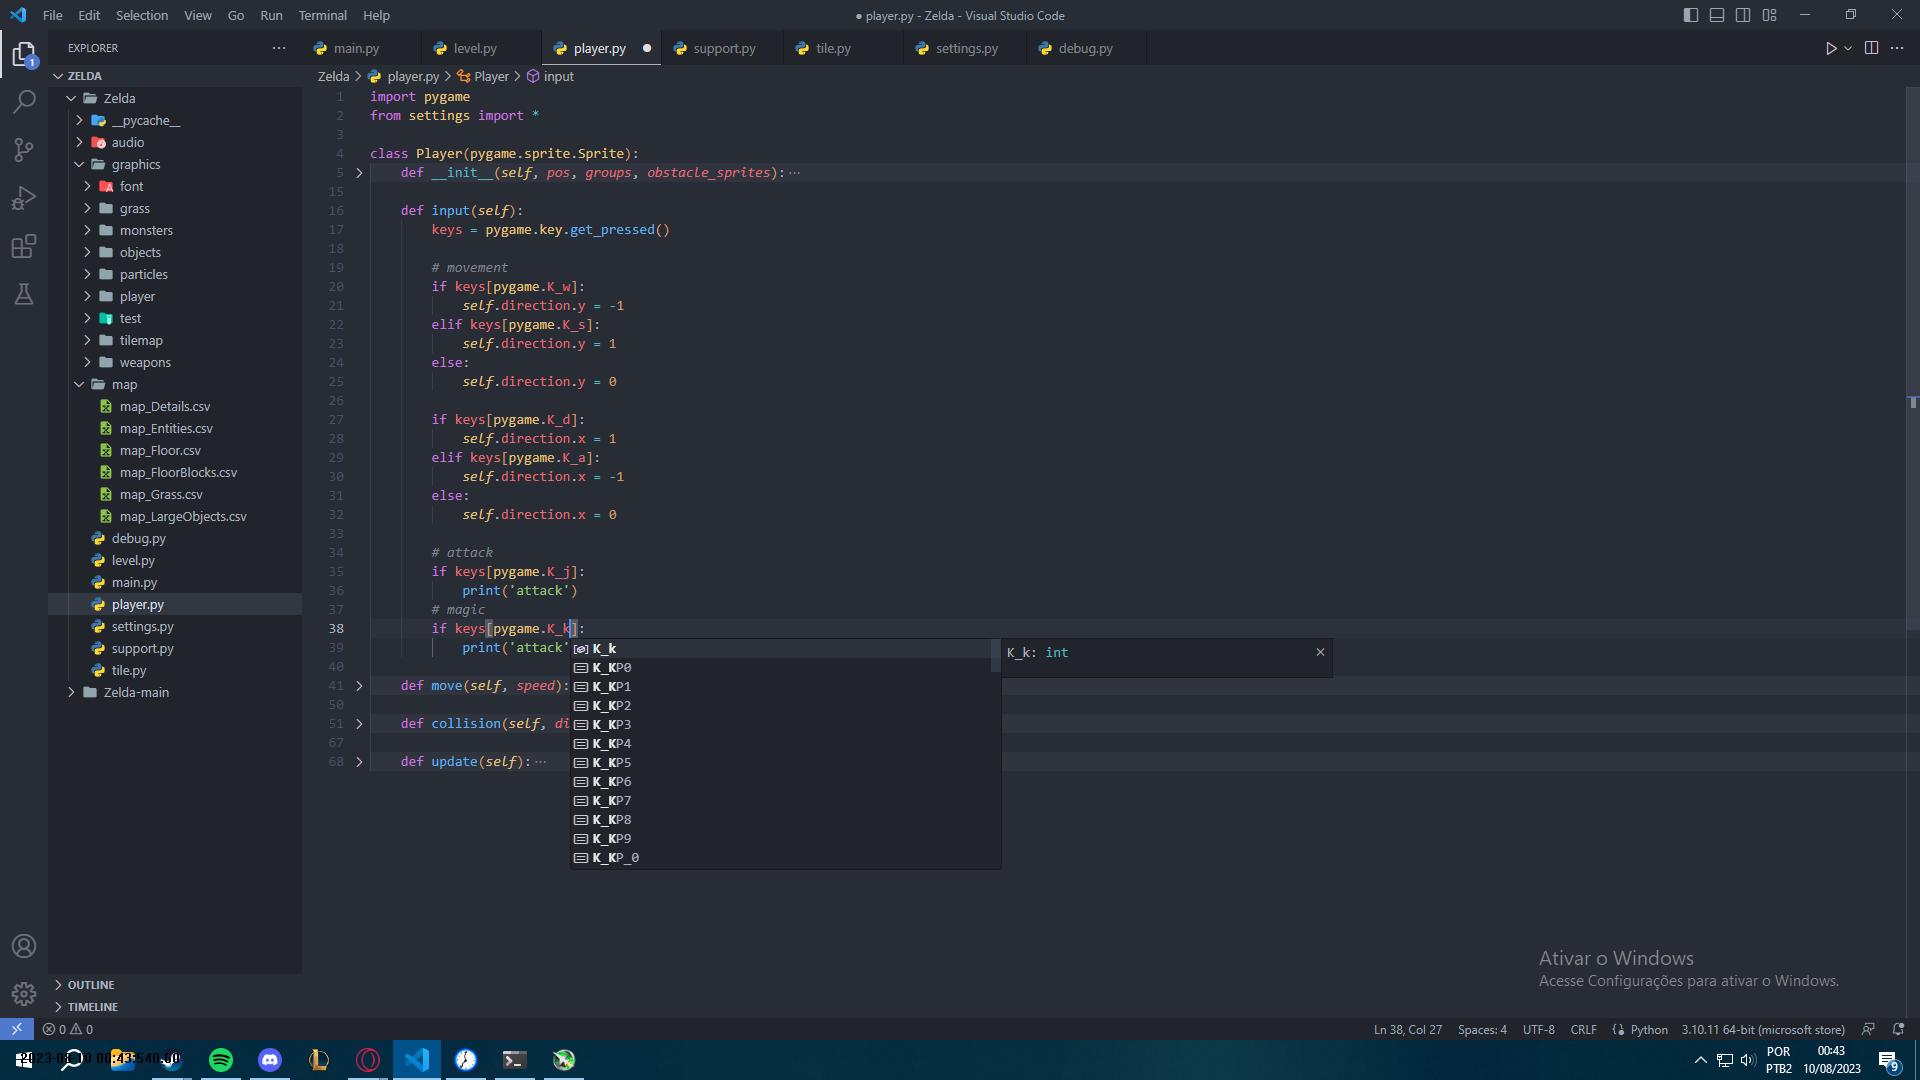 File Edit Selection View Go Run Terminal Help
● player.py - Zelda - Visual Studio Code
EXPLORER
main.py level.py player.py support.py tile.py settings.py debug.py
1
ZELDA
Zelda > player.py > Player > input
Zelda
__pycache__
audio
graphics
font
grass
monsters
objects
particles
player
test
tilemap
weapons
map
map_Details.csv
map_Entities.csv
map_Floor.csv
map_FloorBlocks.csv
map_Grass.csv
map_LargeObjects.csv
debug.py
level.py
main.py
player.py
settings.py
support.py
tile.py
Zelda-main
OUTLINE
TIMELINE
1 import pygame
2 from settings import *
3
4 class Player(pygame.sprite.Sprite):
5 def __init__(self, pos, groups, obstacle_sprites):···
15
16 def input(self):
17 keys = pygame.key.get_pressed()
18
19 # movement
20 if keys[pygame.K_w]:
21 self.direction.y = -1
22 elif keys[pygame.K_s]:
23 self.direction.y = 1
24 else:
25 self.direction.y = 0
26
27 if keys[pygame.K_d]:
28 self.direction.x = 1
29 elif keys[pygame.K_a]:
30 self.direction.x = -1
31 else:
32 self.direction.x = 0
33
34 # attack
35 if keys[pygame.K_j]:
36 print('attack')
37 # magic
38 if keys[pygame.K_k]:
39 print('attack'
40
41 def move(self, speed):
50
51 def collision(self, di
67
68 def update(self):···
K_k
K_KP0
K_KP1
K_KP2
K_KP3
K_KP4
K_KP5
K_KP6
K_KP7
K_KP8
K_KP9
K_KP_0
K_k: int
Ativar o Windows
Acesse Configurações para ativar o Windows.
0 0
Ln 38, Col 27 Spaces: 4 UTF-8 CRLF Python 3.10.11 64-bit (microsoft store)
POR
PTB2
00:43
10/08/2023
9